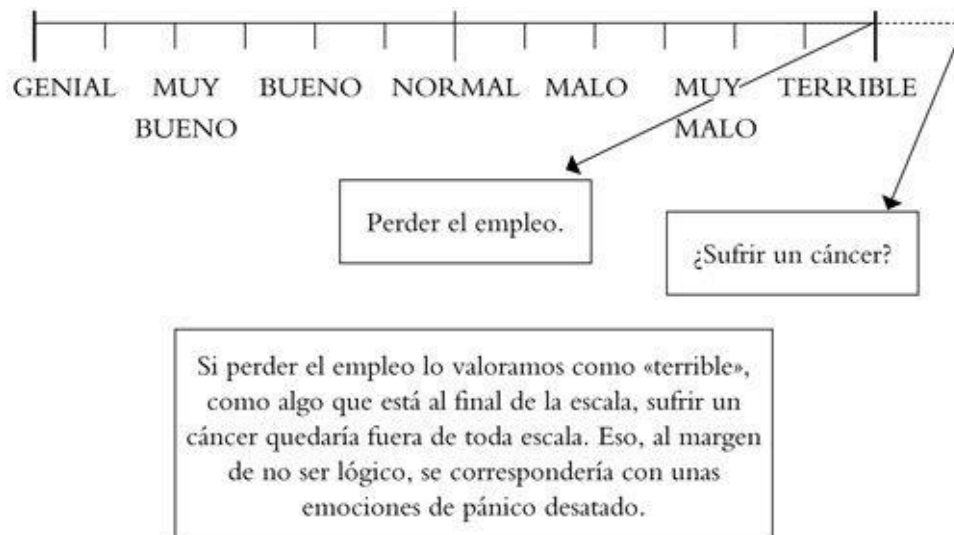 GENIAL MUY BUENO NORMAL MALO MUY TERRIBLE
BUENO MALO
Perder el empleo.
¿Sufrir un cáncer?
Si perder el empleo lo valoramos como «terrible»,
como algo que está al final de la escala, sufrir un
cáncer quedaría fuera de toda escala. Eso, al margen
de no ser lógico, se correspondería con unas
emociones de pánico desatado.